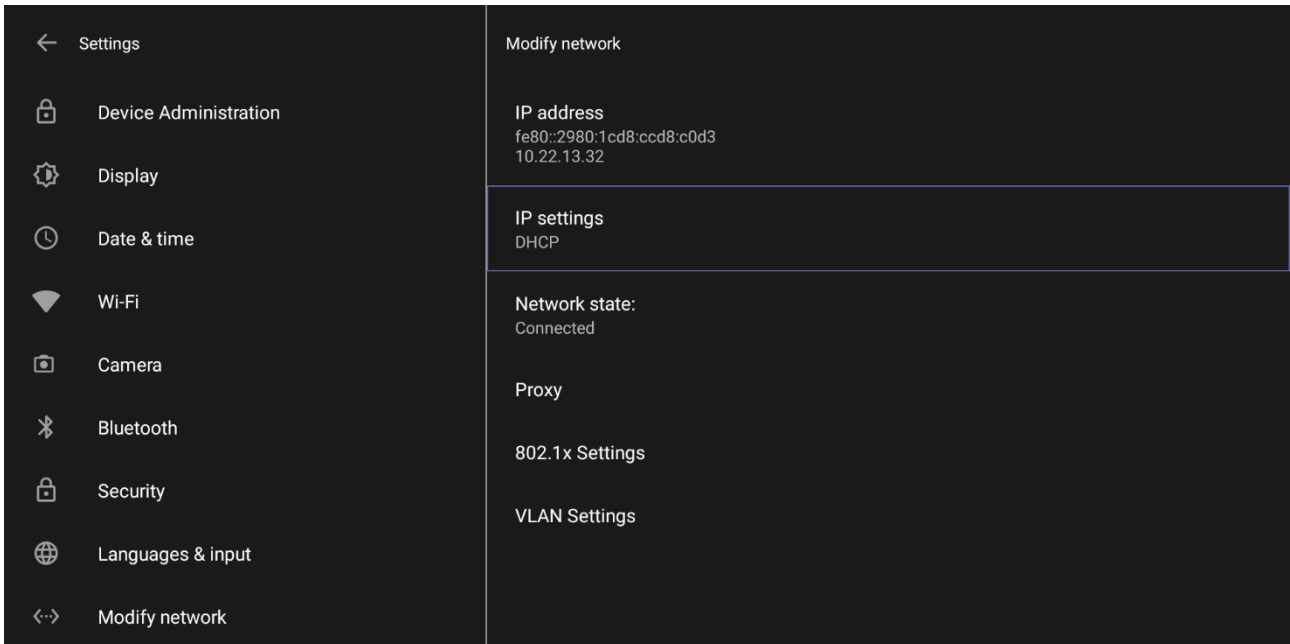 Settings
Device Administration
Display
Date & time
Wi-Fi
Camera
Bluetooth
Security
Languages & input
Modify network
Modify network
IP address
fe80::2980:1cd8:ccd8:c0d3
10.22.13.32
IP settings
DHCP
Network state:
Connected
Proxy
802.1x Settings
VLAN Settings